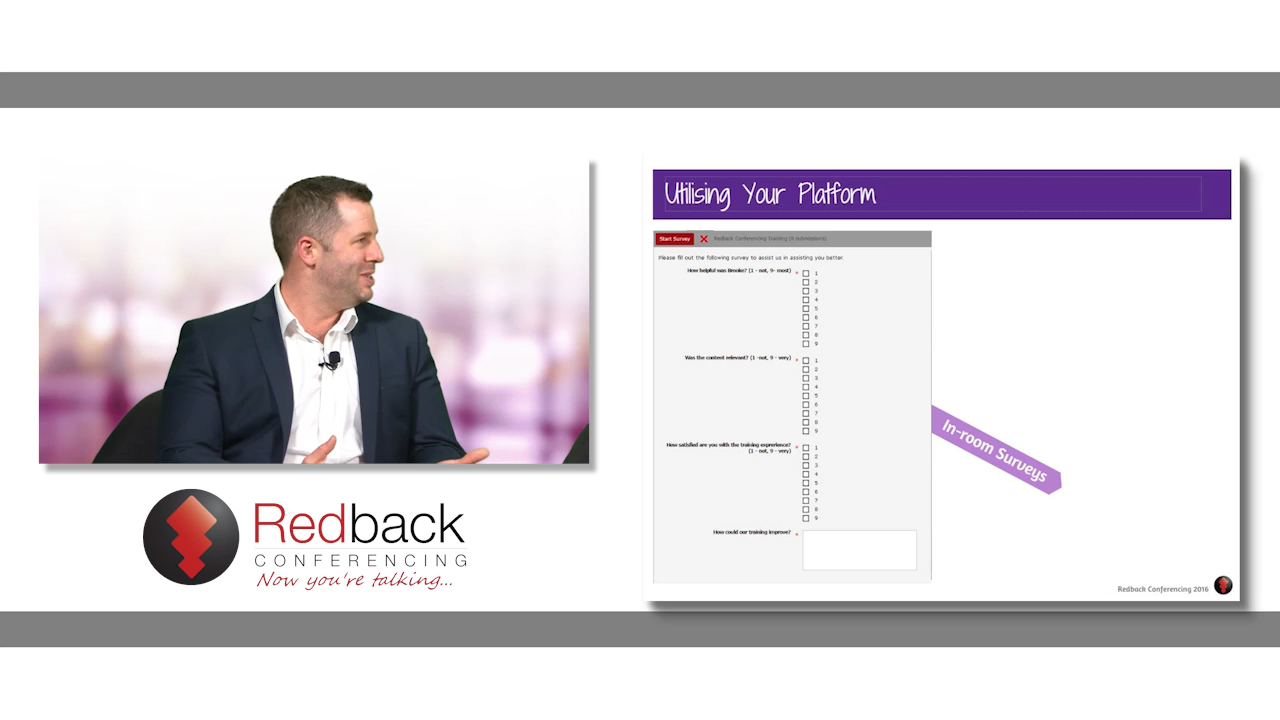 Redback
CONFERENCING
Now you're talking...
Utilising Your Platform
Start Survey Redback Conferencing Training (9 submissions)
Please fill out the following survey to assist us in assisting you better.
How helpful was Brooke? (1 - not, 9- most) *
1
2
3
4
5
6
7
8
9
Was the content relevant? (1 -not, 9 - very) *
1
2
3
4
5
6
7
8
9
How satisfied are you with the training exprerience? *
(1 - not, 9 - very)
1
2
3
4
5
6
7
8
9
How could our training improve? *
In-room Surveys
Redback Conferencing 2016